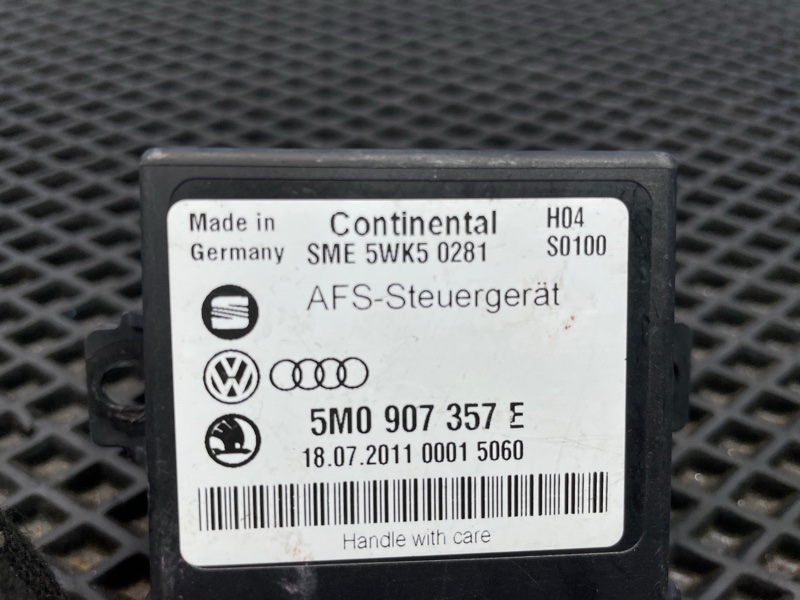 Made in Continental H04
Germany SME 5WK5 0281 S0100
AFS-Steuergerät
5M0 907 357 E
18.07.2011 0001 5060
Handle with care